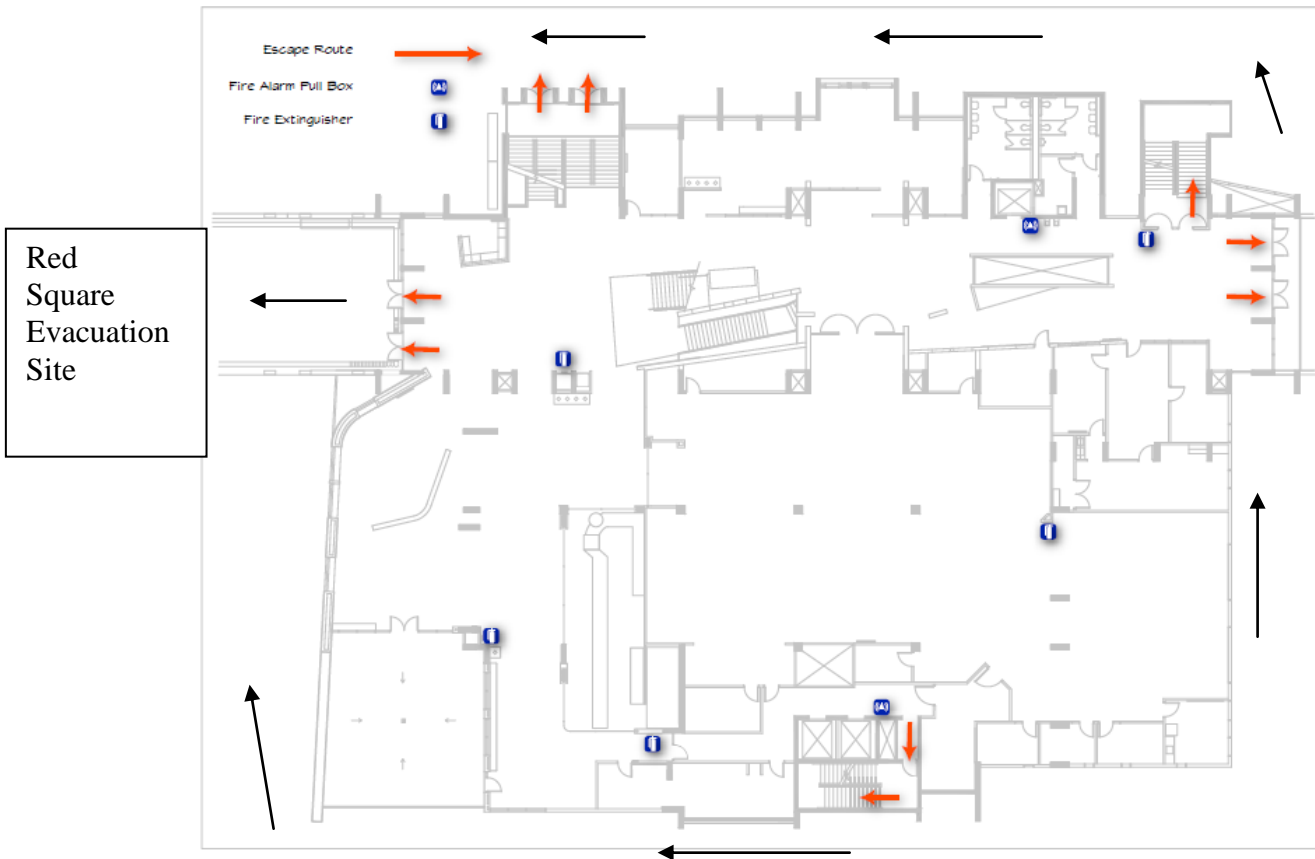 Escape Route
Fire Alarm Pull Box
Fire Extinguisher
Red
Square
Evacuation
Site